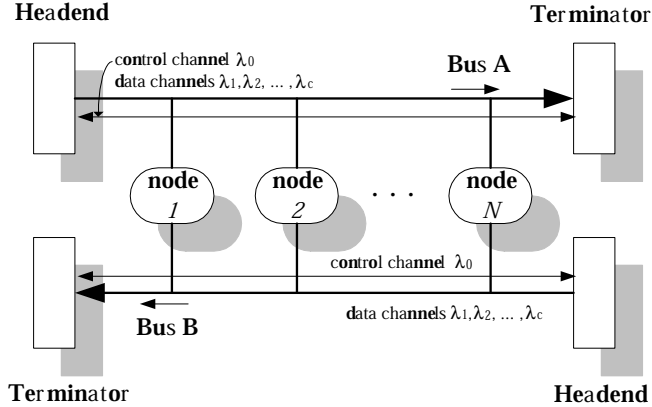 Headend
Terminator
control channel λ0
data channels λ1,λ2, ... ,λc
Bus A
node
1
node
2
. . .
node
N
control channel λ0
Bus B
data channels λ1,λ2, ... ,λc
Terminator
Headend